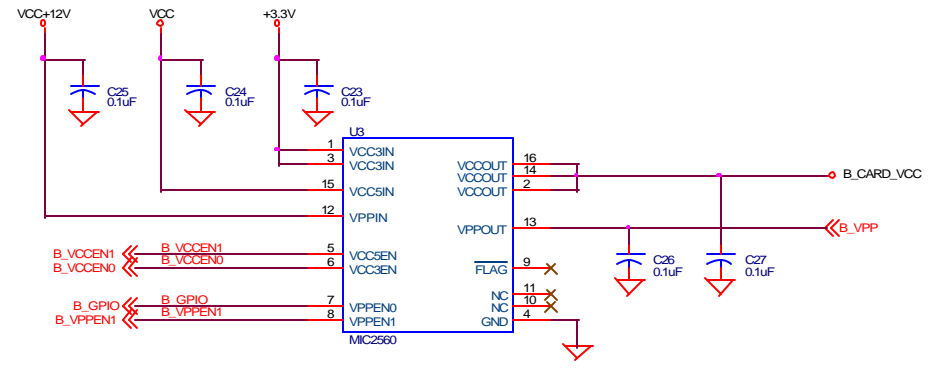 VCC+12V VCC +3.3V
C25 C24 C23
0.1uF 0.1uF 0.1uF
U3
1 VCC3IN VCCOUT 16
3 VCC3IN VCCOUT 14
15 VCC5IN VCCOUT 2
B_CARD_VCC
12 VPPIN VPPOUT 13
B_VPP
B_VCCEN1 B_VCCEN1 5 VCC5EN
B_VCCEN0 B_VCCEN0 6 VCC3EN
FLAG 9
C26 C27
0.1uF 0.1uF
B_GPIO B_GPIO 7 VPPEN0
B_VPPEN1 B_VPPEN1 8 VPPEN1
NC 11
NC 10
GND 4
MIC2560